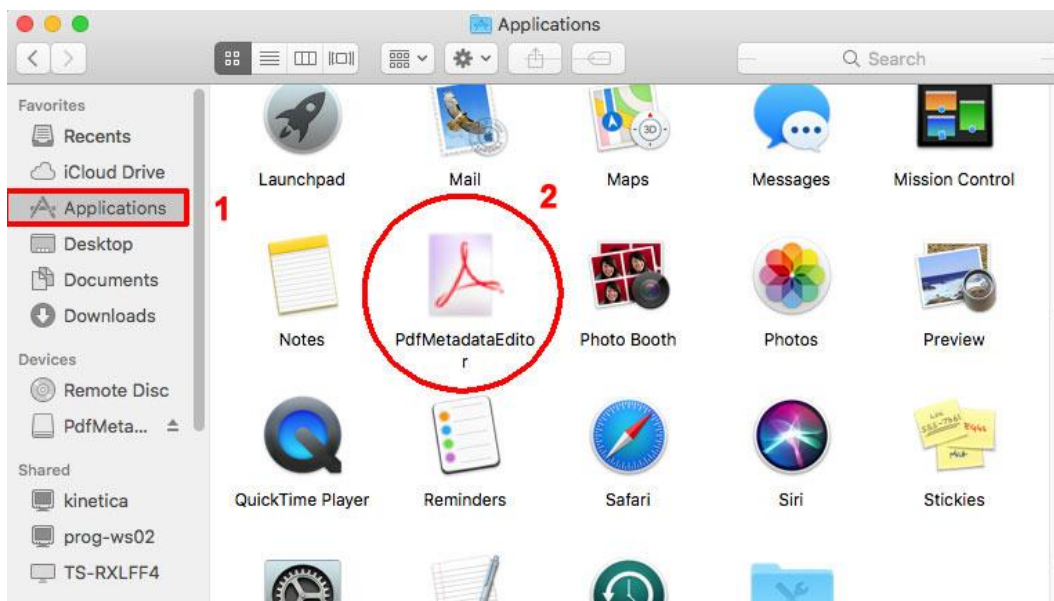 Applications
Search
Favorites
Recents
iCloud Drive
Applications
Desktop
Documents
Downloads
Devices
Remote Disc
PdfMeta...
Shared
kinetica
prog-ws02
TS-RXLFF4
1
2
Launchpad
Mail
Maps
Messages
Mission Control
3D
Notes
PdfMetadataEdito
r
Photo Booth
Photos
Preview
QuickTime Player
Reminders
Safari
Siri
Stickies